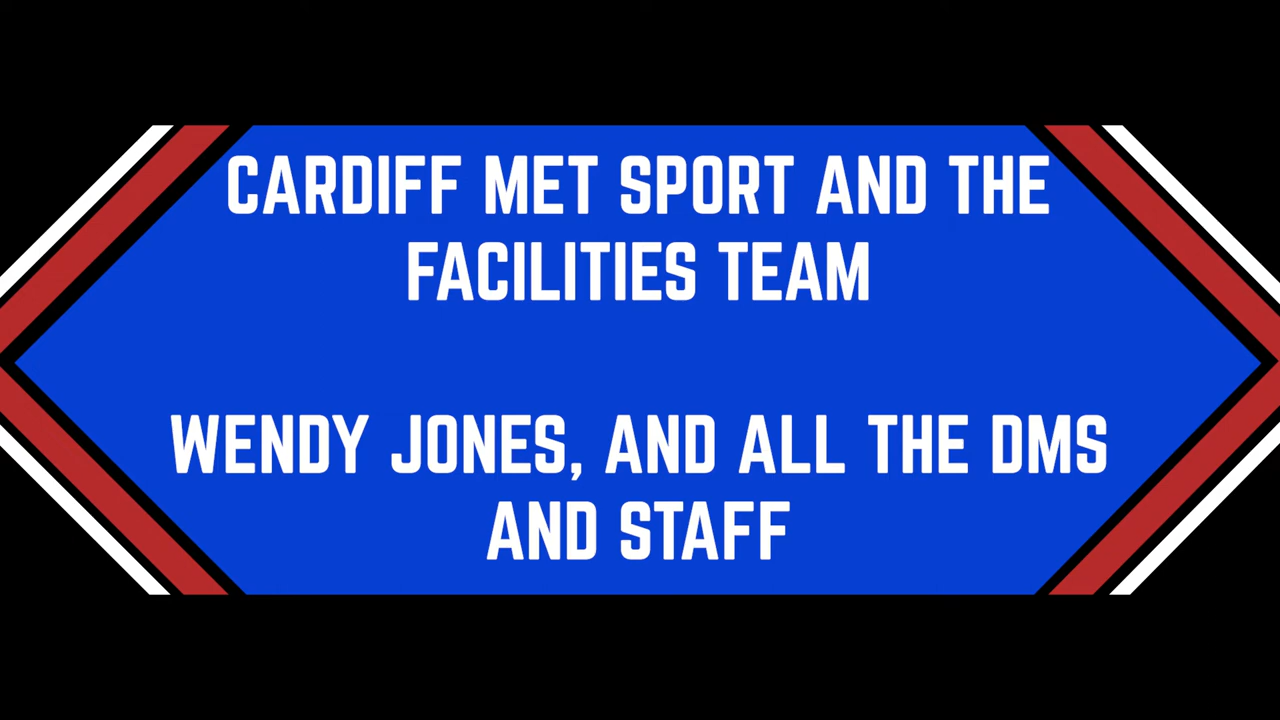 CARDIFF MET SPORT AND THE
FACILITIES TEAM
WENDY JONES, AND ALL THE DMS
AND STAFF